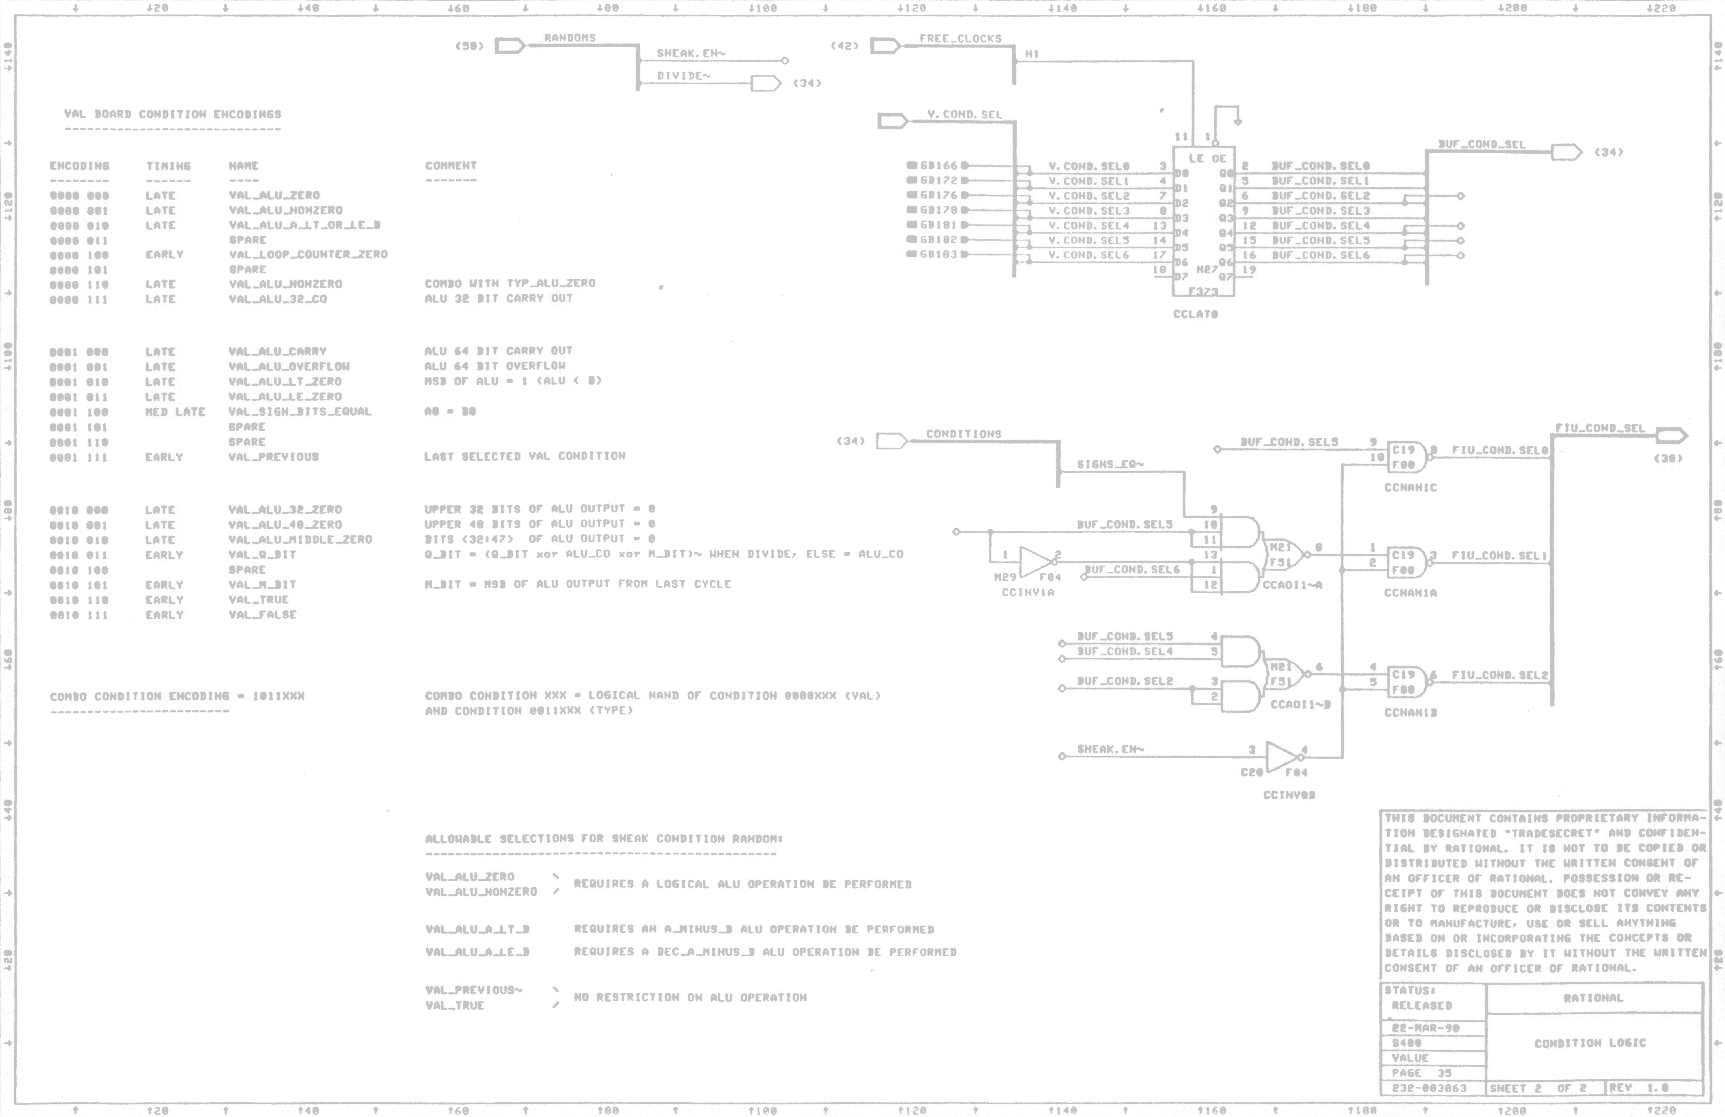 (50) RANDOMS
SNEAK.EN~
DIVIDE~ (34)
(42) FREE_CLOCKS
H1
V.COND.SEL
VAL BOARD CONDITION ENCODINGS
ENCODING TIMING NAME COMMENT
0000 000 LATE VAL_ALU_ZERO
0000 001 LATE VAL_ALU_NONZERO
0000 010 LATE VAL_ALU_A_LT_OR_LE_B
0000 011 SPARE
0000 100 EARLY VAL_LOOP_COUNTER_ZERO
0000 101 SPARE
0000 110 LATE VAL_ALU_NONZERO COMBO WITH TYP_ALU_ZERO
0000 111 LATE VAL_ALU_32_CO ALU 32 BIT CARRY OUT
0001 000 LATE VAL_ALU_CARRY ALU 64 BIT CARRY OUT
0001 001 LATE VAL_ALU_OVERFLOW ALU 64 BIT OVERFLOW
0001 010 LATE VAL_ALU_LT_ZERO MSB OF ALU = 1 (ALU < 0)
0001 011 LATE VAL_ALU_LE_ZERO
0001 100 MED LATE VAL_SIGN_BITS_EQUAL A0 = B0
0001 101 SPARE
0001 110 SPARE
0001 111 EARLY VAL_PREVIOUS LAST SELECTED VAL CONDITION
0010 000 LATE VAL_ALU_32_ZERO UPPER 32 BITS OF ALU OUTPUT = 0
0010 001 LATE VAL_ALU_40_ZERO UPPER 40 BITS OF ALU OUTPUT = 0
0010 010 LATE VAL_ALU_MIDDLE_ZERO BITS <32:47> OF ALU OUTPUT = 0
0010 011 EARLY VAL_Q_BIT Q_BIT = (Q_BIT xor ALU_CO xor M_BIT)~ WHEN DIVIDE, ELSE = ALU_CO
0010 100 SPARE
0010 101 EARLY VAL_M_BIT M_BIT = MSB OF ALU OUTPUT FROM LAST CYCLE
0010 110 EARLY VAL_TRUE
0010 111 EARLY VAL_FALSE
COMBO CONDITION ENCODING = 1011XXX
COMBO CONDITION XXX = LOGICAL NAND OF CONDITION 0000XXX (VAL)
AND CONDITION 0011XXX (TYPE)
ALLOWABLE SELECTIONS FOR SNEAK CONDITION RANDOM:
VAL_ALU_ZERO \
VAL_ALU_NONZERO /
REQUIRES A LOGICAL ALU OPERATION BE PERFORMED
VAL_ALU_A_LT_B REQUIRES AN A_MINUS_B ALU OPERATION BE PERFORMED
VAL_ALU_A_LE_B REQUIRES A DEC_A_MINUS_B ALU OPERATION BE PERFORMED
VAL_PREVIOUS~ \
VAL_TRUE /
NO RESTRICTION ON ALU OPERATION
11 1
LE OE
GB166 V.COND.SEL0 3 D0 Q0 2 BUF_COND.SEL0
GB172 V.COND.SEL1 4 D1 Q1 5 BUF_COND.SEL1
GB176 V.COND.SEL2 7 D2 Q2 6 BUF_COND.SEL2
GB178 V.COND.SEL3 8 D3 Q3 9 BUF_COND.SEL3
GB181 V.COND.SEL4 13 D4 Q4 12 BUF_COND.SEL4
GB182 V.COND.SEL5 14 D5 Q5 15 BUF_COND.SEL5
GB183 V.COND.SEL6 17 D6 Q6 16 BUF_COND.SEL6
18 D7 M27 Q7 19
F373
CCLAT0
BUF_COND_SEL (34)
(34) CONDITIONS
SIGNS_EQ~
BUF_COND.SEL5 9 10 C19 F00 8 FIU_COND.SEL0
CCNAN1C
FIU_COND_SEL
(38)
9
BUF_COND.SEL5 10
11
1 2
M29 F04
CCINV1A
13
BUF_COND.SEL6 1
12
M21 8
F51
CCAOI1~A
1 2 C19 F00 3 FIU_COND.SEL1
CCNAN1A
BUF_COND.SEL5 4
BUF_COND.SEL4 5
BUF_COND.SEL2 3
2
M21 6
F51
CCAOI1~B
4 5 C19 F00 6 FIU_COND.SEL2
CCNAN1B
SNEAK.EN~ 3 4
C20 F04
CCINV0B
THIS DOCUMENT CONTAINS PROPRIETARY INFORMA-
TION DESIGNATED "TRADESECRET" AND CONFIDEN-
TIAL BY RATIONAL. IT IS NOT TO BE COPIED OR
DISTRIBUTED WITHOUT THE WRITTEN CONSENT OF
AN OFFICER OF RATIONAL. POSSESSION OR RE-
CEIPT OF THIS DOCUMENT DOES NOT CONVEY ANY
RIGHT TO REPRODUCE OR DISCLOSE ITS CONTENTS
OR TO MANUFACTURE, USE OR SELL ANYTHING
BASED ON OR INCORPORATING THE CONCEPTS OR
DETAILS DISCLOSED BY IT WITHOUT THE WRITTEN
CONSENT OF AN OFFICER OF RATIONAL.
STATUS:
RELEASED
RATIONAL
22-MAR-90
S400
VALUE
PAGE 35
CONDITION LOGIC
232-003063 SHEET 2 OF 2 REV 1.0